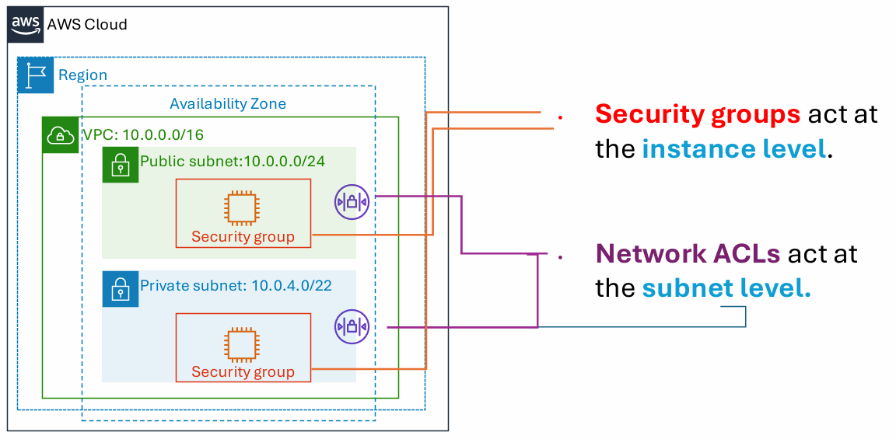 aws
AWS Cloud
Region
Availability Zone
VPC: 10.0.0.0/16
Public subnet:10.0.0.0/24
Security group
Private subnet: 10.0.4.0/22
Security group
· Security groups act at
the instance level.
· Network ACLs act at
the subnet level.